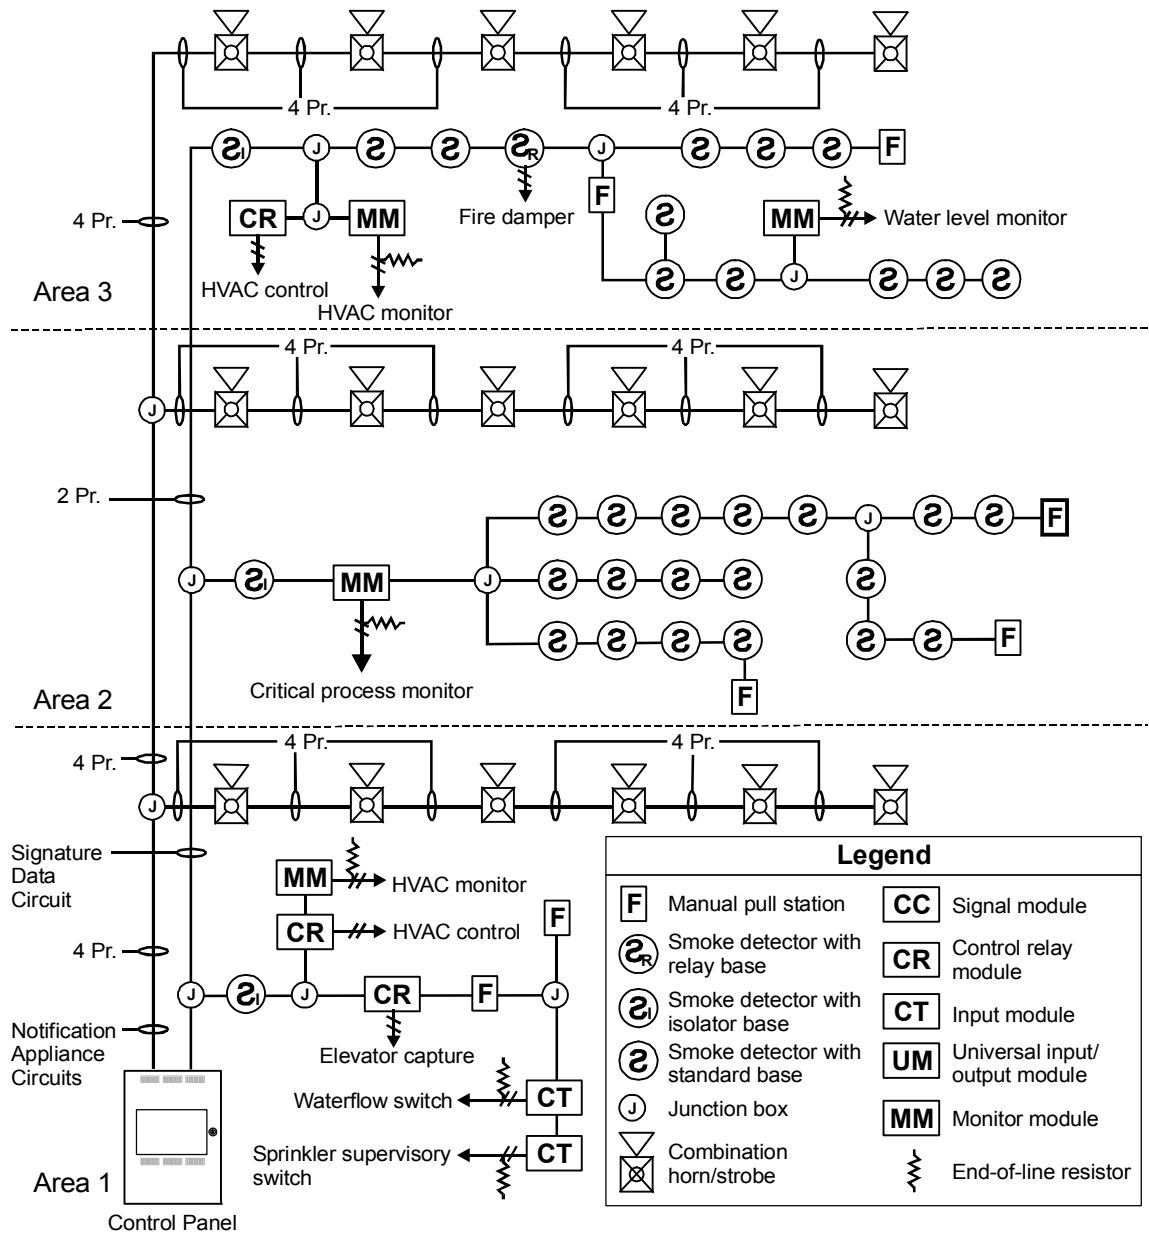 4 Pr.
4 Pr.
S I
J
S
S
S R
J
S
S
S
F
4 Pr.
CR
J
MM
Fire damper
F
S
MM
Water level monitor
S
S
J
S
S
S
Area 3
HVAC control
HVAC monitor
4 Pr.
4 Pr.
J
2 Pr.
S
S
S
S
S
J
S
S
F
J
S I
MM
J
S
S
S
S
S
S
S
S
S
S
S
F
Critical process monitor
F
Area 2
4 Pr.
4 Pr.
4 Pr.
J
Signature
Data
Circuit
MM
HVAC monitor
CR
HVAC control
F
4 Pr.
J
S I
J
CR
F
J
Notification
Appliance
Circuits
Elevator capture
Waterflow switch
CT
Sprinkler supervisory
switch
CT
Area 1
Control Panel
Legend
F
Manual pull station
S R
Smoke detector with
relay base
S I
Smoke detector with
isolator base
S
Smoke detector with
standard base
J
Junction box
Combination
horn/strobe
CC
Signal module
CR
Control relay
module
CT
Input module
UM
Universal input/
output module
MM
Monitor module
End-of-line resistor